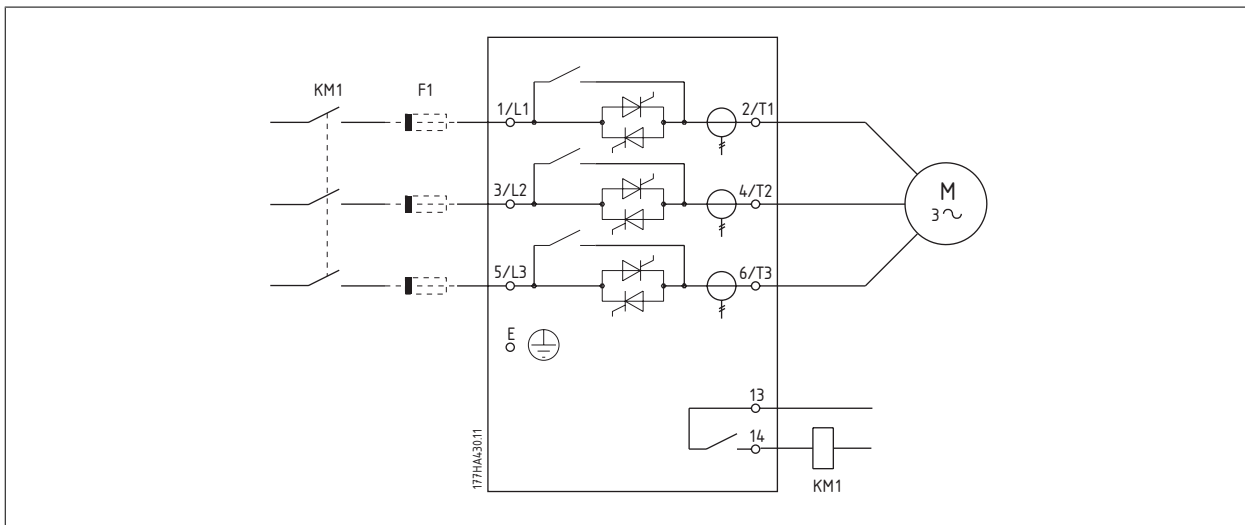 KM1
F1
1/L1
2/T1
3/L2
4/T2
M
3
5/L3
6/T3
E
13
14
KM1
177HA430.11